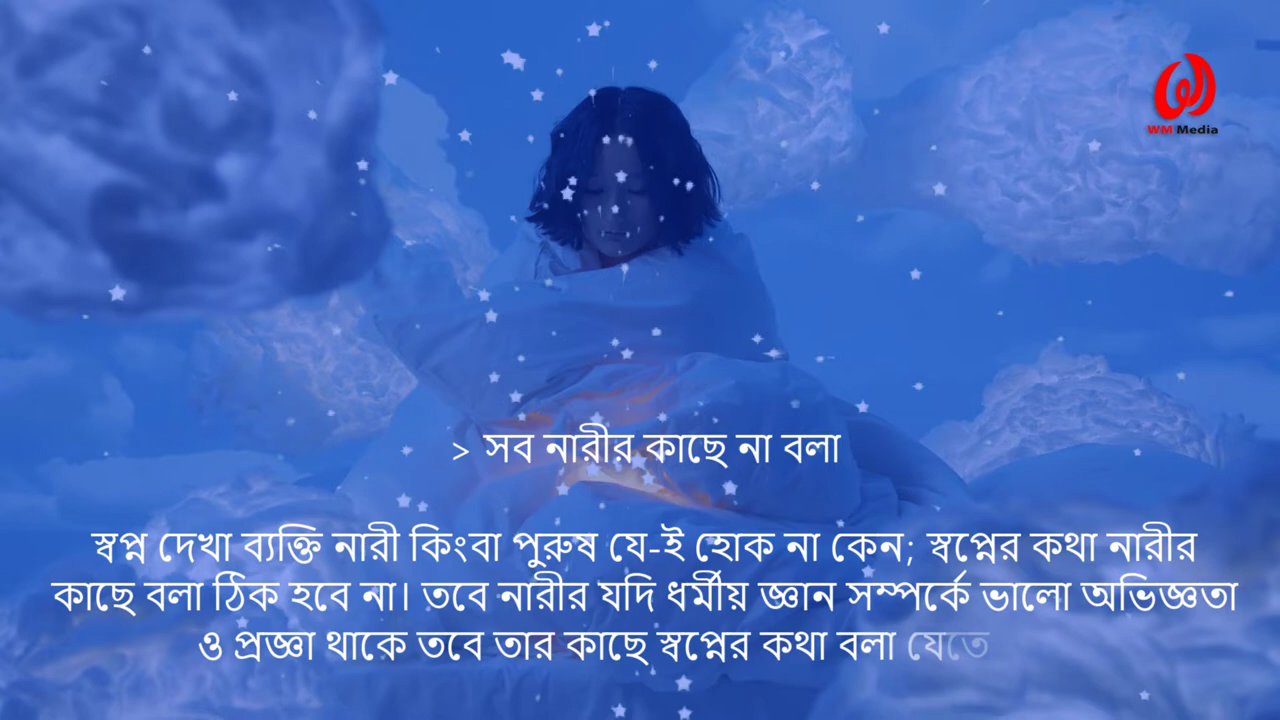 WM Media
> সব নারীর কাছে না বলা
স্বপ্ন দেখা ব্যক্তি নারী কিংবা পুরুষ যে-ই হোক না কেন; স্বপ্নের কথা নারীর
কাছে বলা ঠিক হবে না। তবে নারীর যদি ধর্মীয় জ্ঞান সম্পর্কে ভালো অভিজ্ঞতা
ও প্রজ্ঞা থাকে তবে তার কাছে স্বপ্নের কথা বলা যেতে